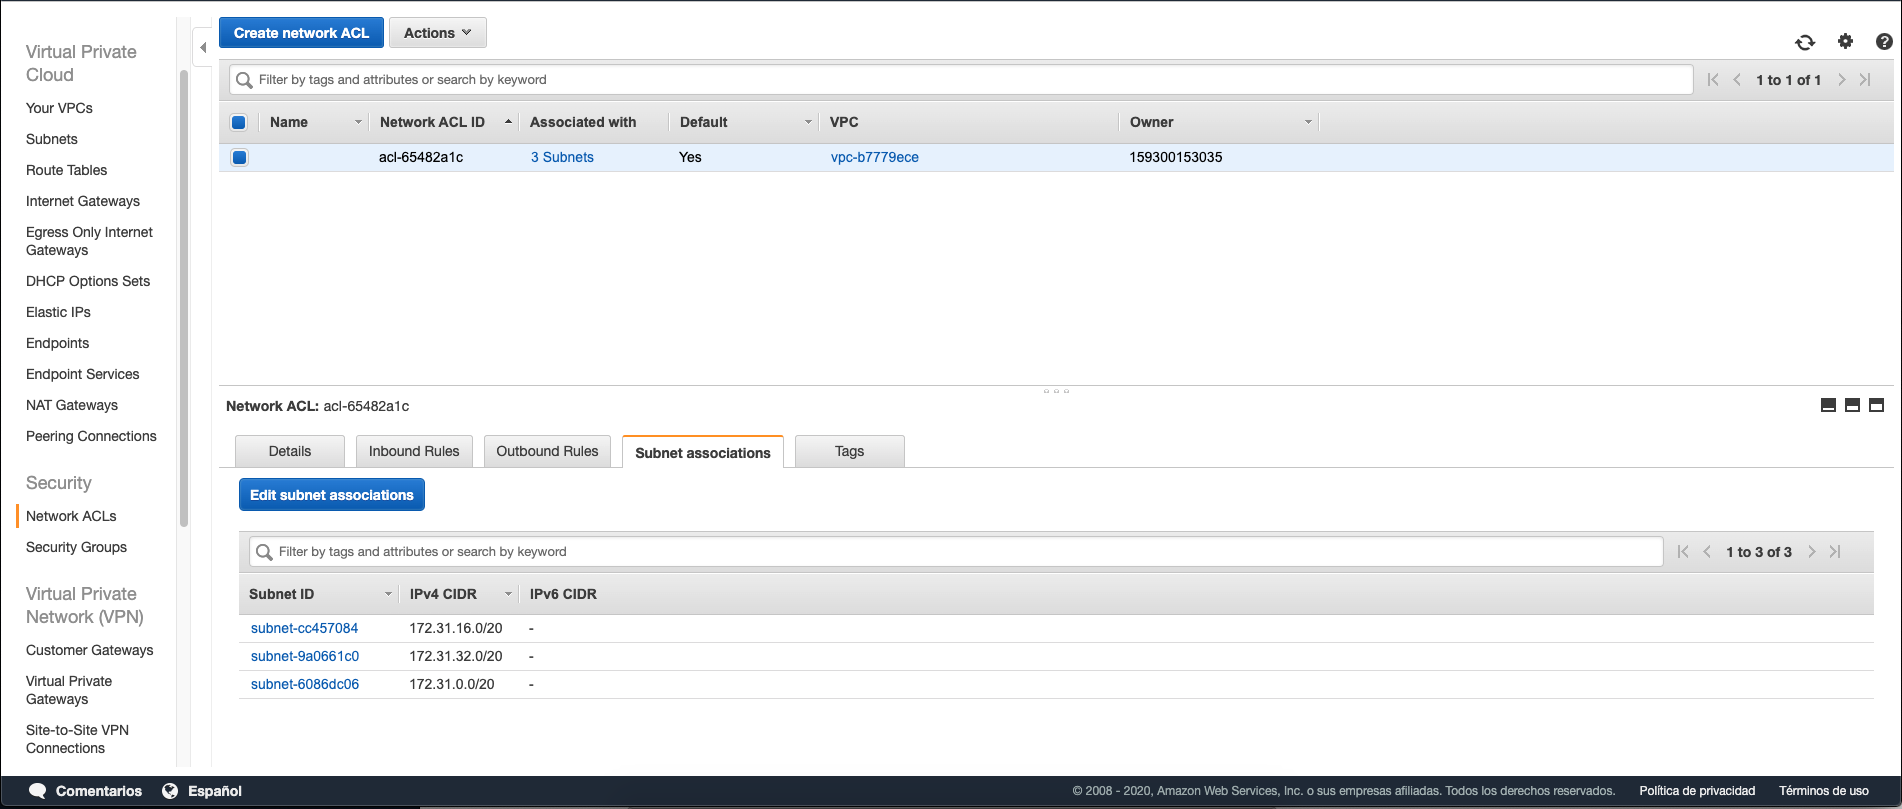 Virtual Private
Cloud
Your VPCs
Subnets
Route Tables
Internet Gateways
Egress Only Internet
Gateways
DHCP Options Sets
Elastic IPs
Endpoints
Endpoint Services
NAT Gateways
Peering Connections
Security
Network ACLs
Security Groups
Virtual Private
Network (VPN)
Customer Gateways
Virtual Private
Gateways
Site-to-Site VPN
Connections
Create network ACL Actions
Filter by tags and attributes or search by keyword 1 to 1 of 1
Name Network ACL ID Associated with Default VPC Owner
acl-65482a1c 3 Subnets Yes vpc-b7779ece 159300153035
Network ACL: acl-65482a1c
Details Inbound Rules Outbound Rules Subnet associations Tags
Edit subnet associations
Filter by tags and attributes or search by keyword 1 to 3 of 3
Subnet ID IPv4 CIDR IPv6 CIDR
subnet-cc457084 172.31.16.0/20 -
subnet-9a0661c0 172.31.32.0/20 -
subnet-6086dc06 172.31.0.0/20 -
Comentarios Español © 2008 - 2020, Amazon Web Services, Inc. o sus empresas afiliadas. Todos los derechos reservados. Política de privacidad Términos de uso